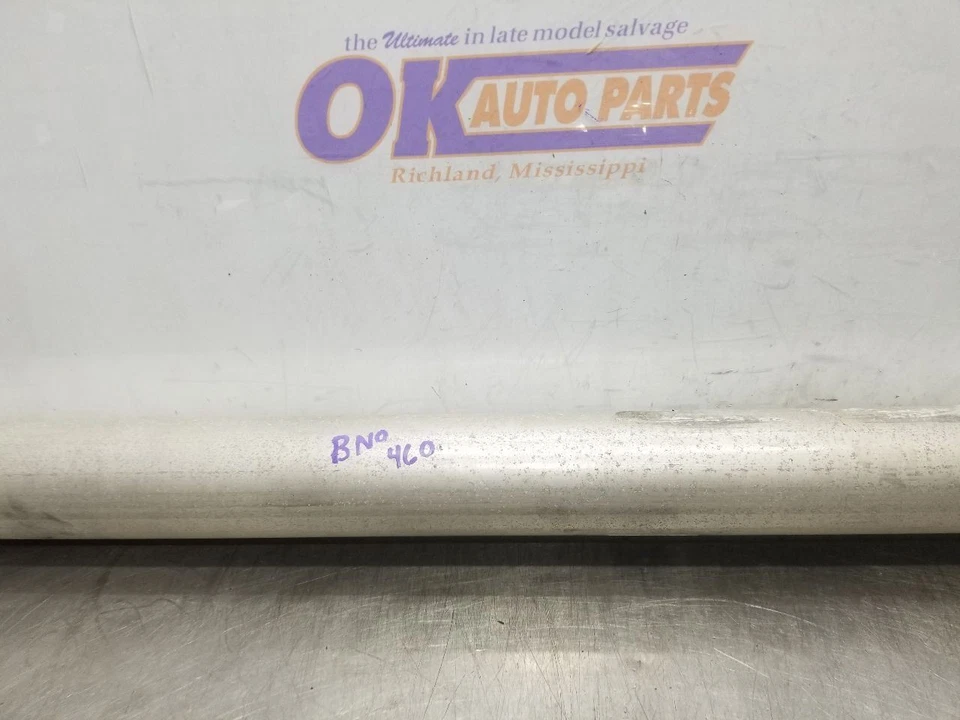 the Ultimate in late model salvage
OK AUTO PARTS
Richland, Mississippi
BNO
460